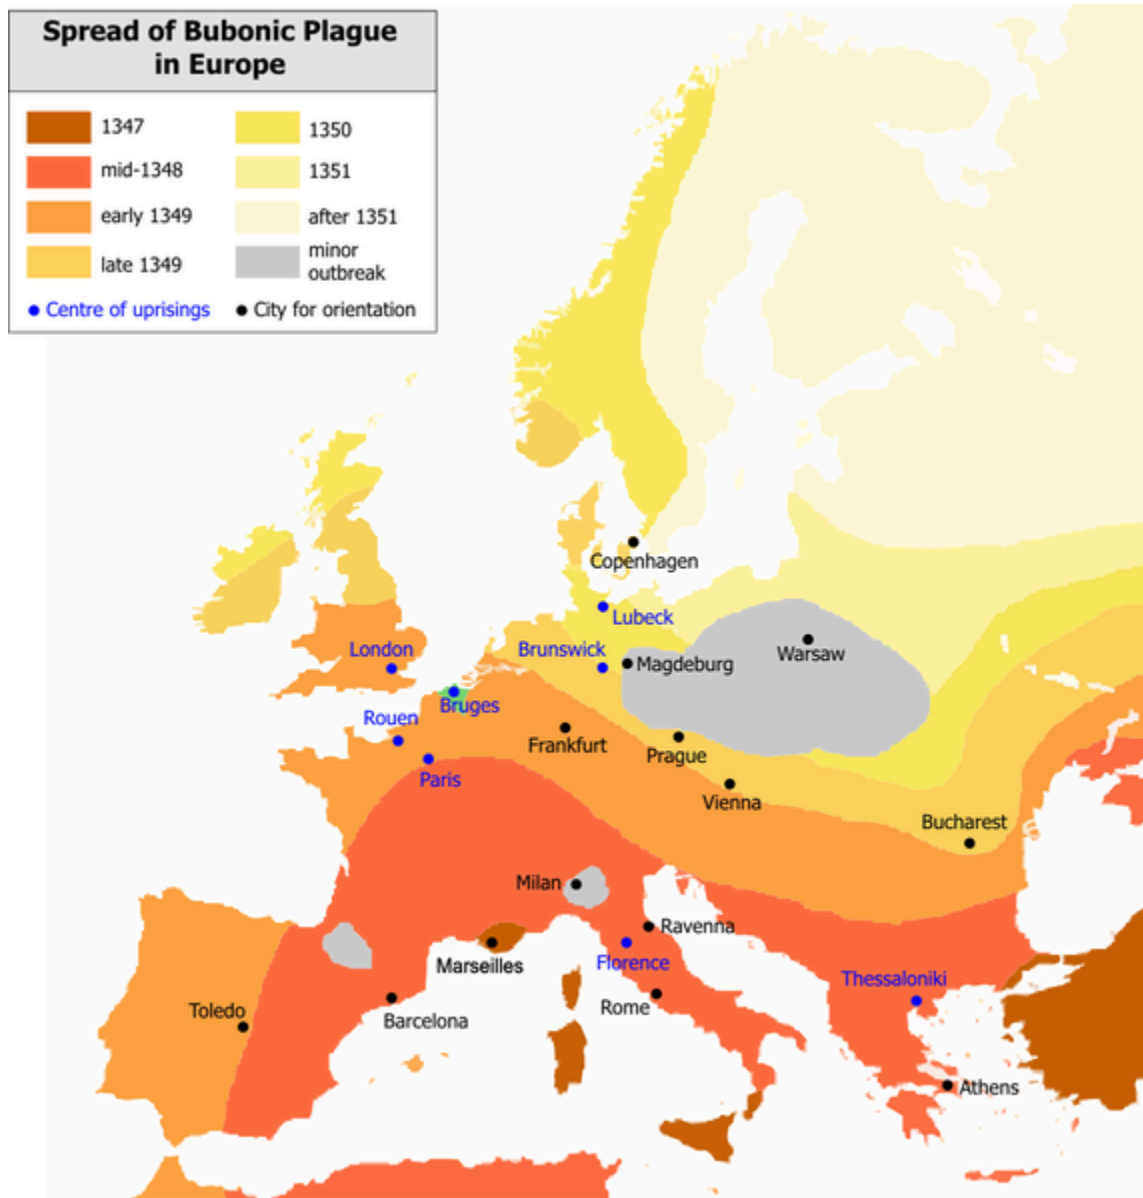 Spread of Bubonic Plague
in Europe
1347
mid-1348
early 1349
late 1349
1350
1351
after 1351
minor
outbreak
Centre of uprisings
City for orientation
Copenhagen
Lubeck
Brunswick
Magdeburg
Warsaw
London
Bruges
Rouen
Frankfurt
Prague
Paris
Vienna
Bucharest
Milan
Ravenna
Marseilles
Florence
Thessaloniki
Toledo
Rome
Barcelona
Athens